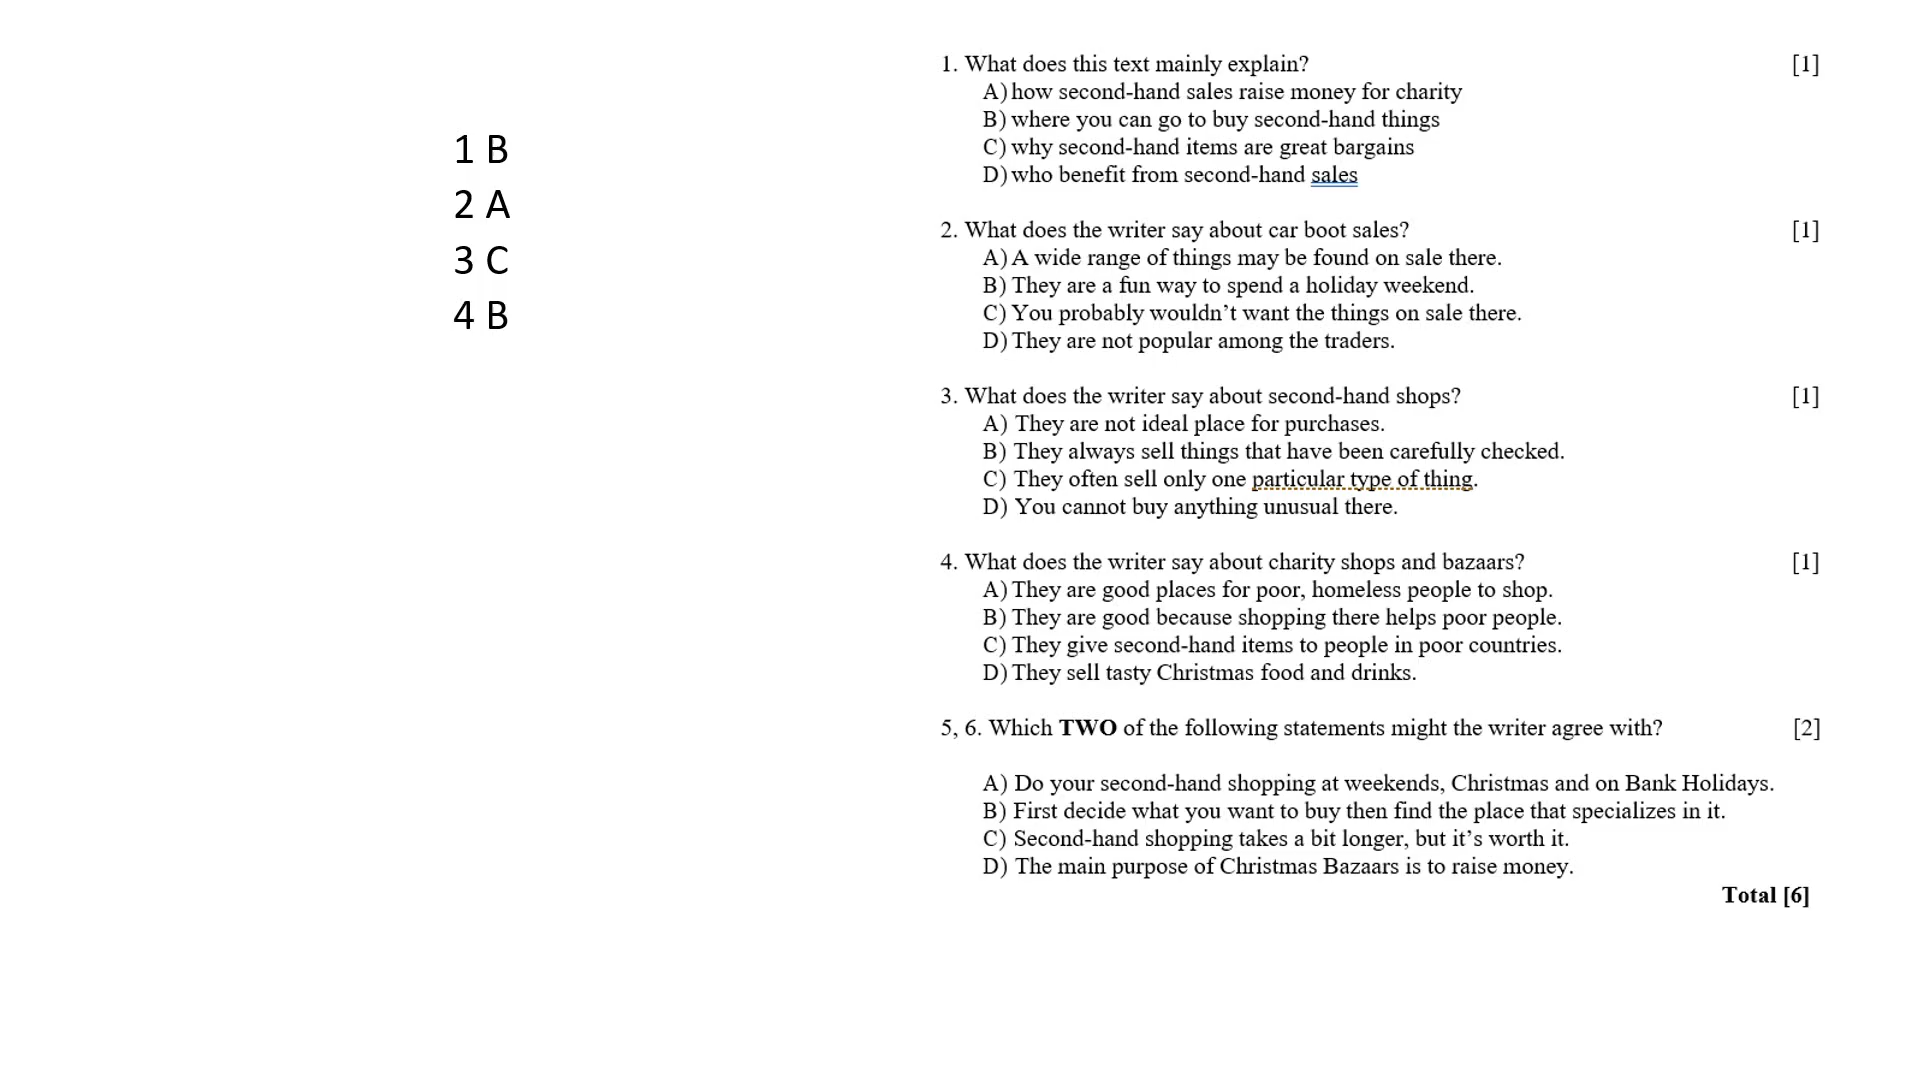 1 B
2 A
3 C
4 B
1. What does this text mainly explain? [1]
A) how second-hand sales raise money for charity
B) where you can go to buy second-hand things
C) why second-hand items are great bargains
D) who benefit from second-hand sales
2. What does the writer say about car boot sales? [1]
A) A wide range of things may be found on sale there.
B) They are a fun way to spend a holiday weekend.
C) You probably wouldn’t want the things on sale there.
D) They are not popular among the traders.
3. What does the writer say about second-hand shops? [1]
A) They are not ideal place for purchases.
B) They always sell things that have been carefully checked.
C) They often sell only one particular type of thing.
D) You cannot buy anything unusual there.
4. What does the writer say about charity shops and bazaars? [1]
A) They are good places for poor, homeless people to shop.
B) They are good because shopping there helps poor people.
C) They give second-hand items to people in poor countries.
D) They sell tasty Christmas food and drinks.
5, 6. Which TWO of the following statements might the writer agree with? [2]
A) Do your second-hand shopping at weekends, Christmas and on Bank Holidays.
B) First decide what you want to buy then find the place that specializes in it.
C) Second-hand shopping takes a bit longer, but it’s worth it.
D) The main purpose of Christmas Bazaars is to raise money.
Total [6]